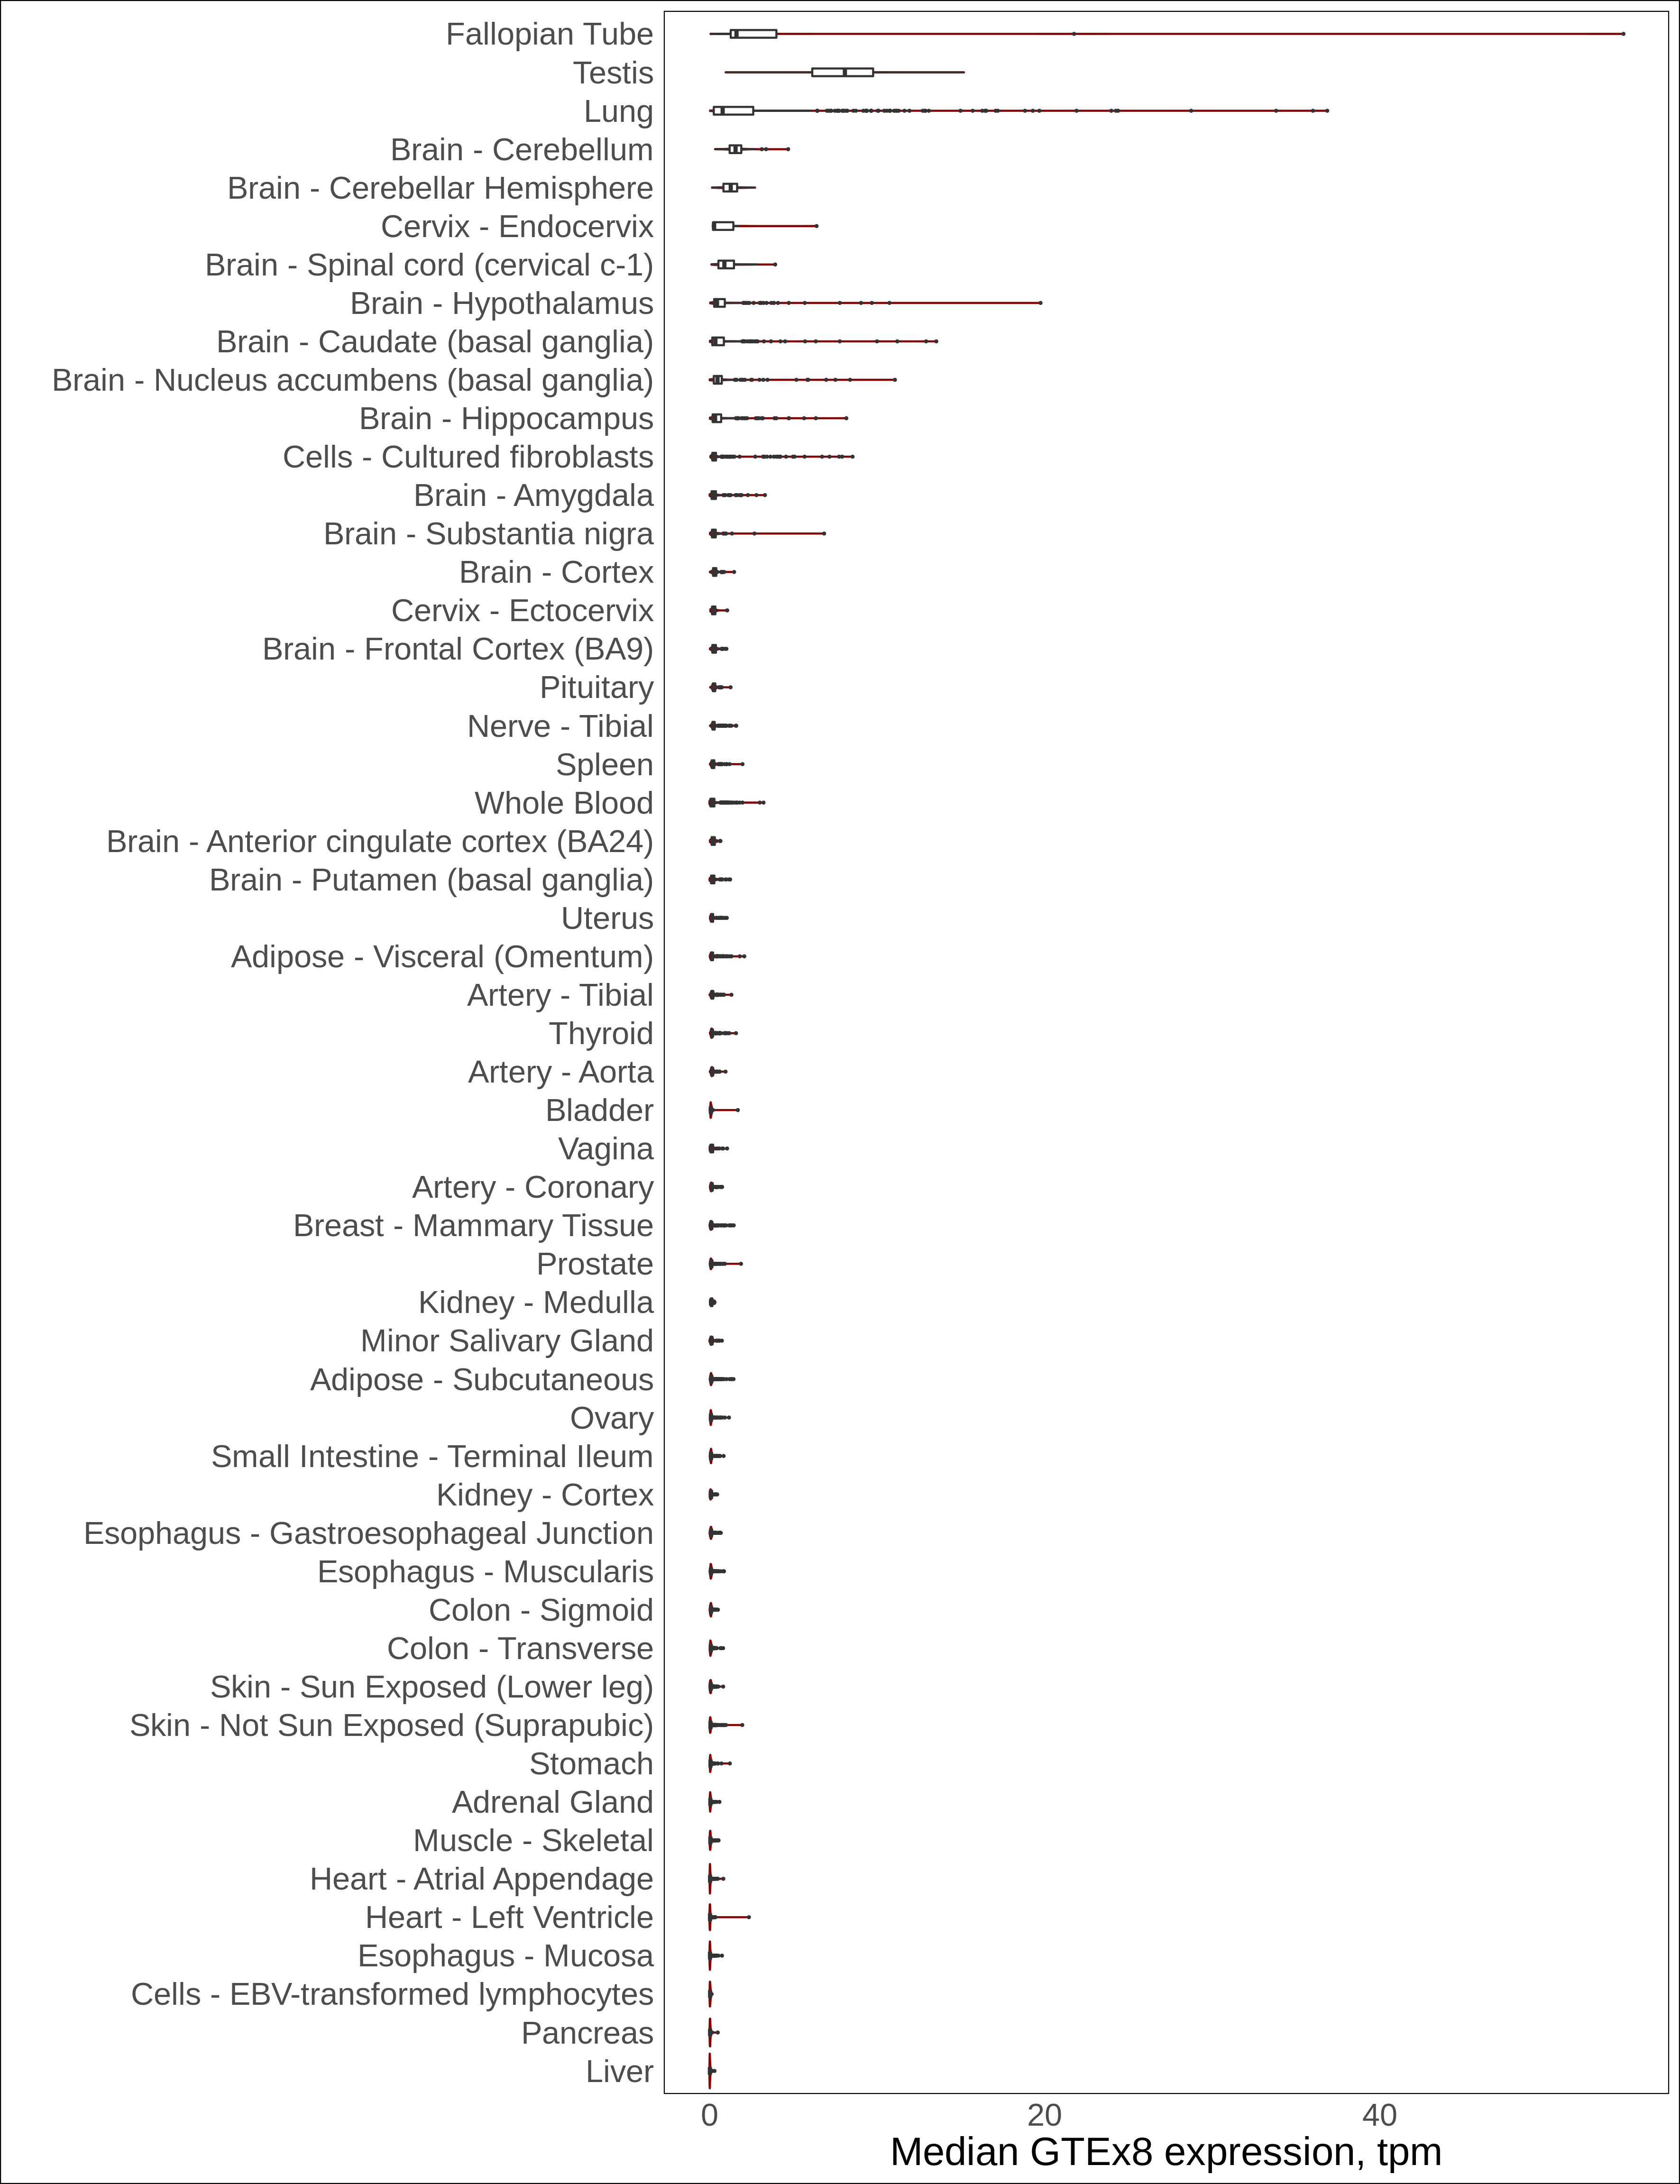 Fallopian Tube
Testis
Lung
Brain - Cerebellum
Brain - Cerebellar Hemisphere
Cervix - Endocervix
Brain - Spinal cord (cervical c-1)
Brain - Hypothalamus
Brain - Caudate (basal ganglia)
Brain - Nucleus accumbens (basal ganglia)
Brain - Hippocampus
Cells - Cultured fibroblasts
Brain - Amygdala
Brain - Substantia nigra
Brain - Cortex
Cervix - Ectocervix
Brain - Frontal Cortex (BA9)
Pituitary
Nerve - Tibial
Spleen
Whole Blood
Brain - Anterior cingulate cortex (BA24)
Brain - Putamen (basal ganglia)
Uterus
Adipose - Visceral (Omentum)
Artery - Tibial
Thyroid
Artery - Aorta
Bladder
Vagina
Artery - Coronary
Breast - Mammary Tissue
Prostate
Kidney - Medulla
Minor Salivary Gland
Adipose - Subcutaneous
Ovary
Small Intestine - Terminal Ileum
Kidney - Cortex
Esophagus - Gastroesophageal Junction
Esophagus - Muscularis
Colon - Sigmoid
Colon - Transverse
Skin - Sun Exposed (Lower leg)
Skin - Not Sun Exposed (Suprapubic)
Stomach
Adrenal Gland
Muscle - Skeletal
Heart - Atrial Appendage
Heart - Left Ventricle
Esophagus - Mucosa
Cells - EBV-transformed lymphocytes
Pancreas
Liver
0 20 40
Median GTEx8 expression, tpm